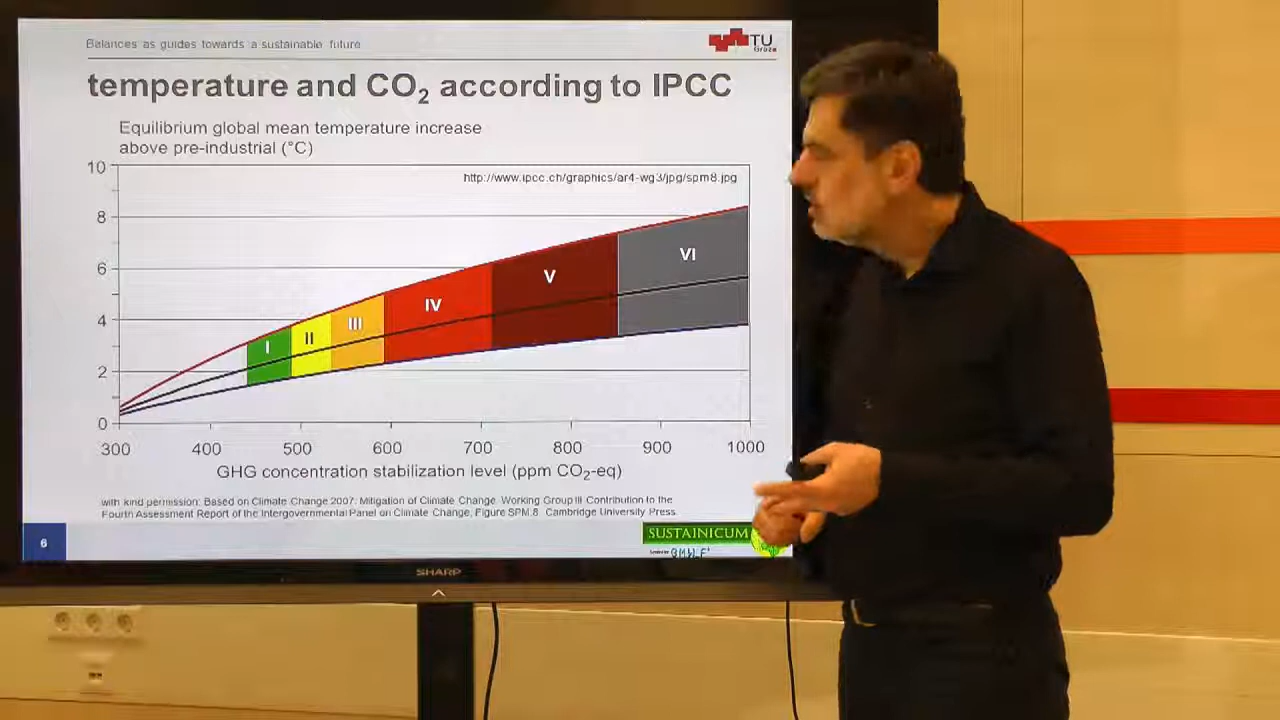 Balances as guides towards a sustainable future
TU
Graz
temperature and CO2 according to IPCC
Equilibrium global mean temperature increase
above pre-industrial (°C)
http://www.ipcc.ch/graphics/ar4-wg3/jpg/spm8.jpg
10
8
6
4
2
0
I
II
III
IV
V
VI
300 400 500 600 700 800 900 1000
GHG concentration stabilization level (ppm CO2-eq)
with kind permission: Based on Climate Change 2007: Mitigation of Climate Change. Working Group III Contribution to the
Fourth Assessment Report of the Intergovernmental Panel on Climate Change, Figure SPM.8. Cambridge University Press.
6
SUSTAINICUM
SHARP